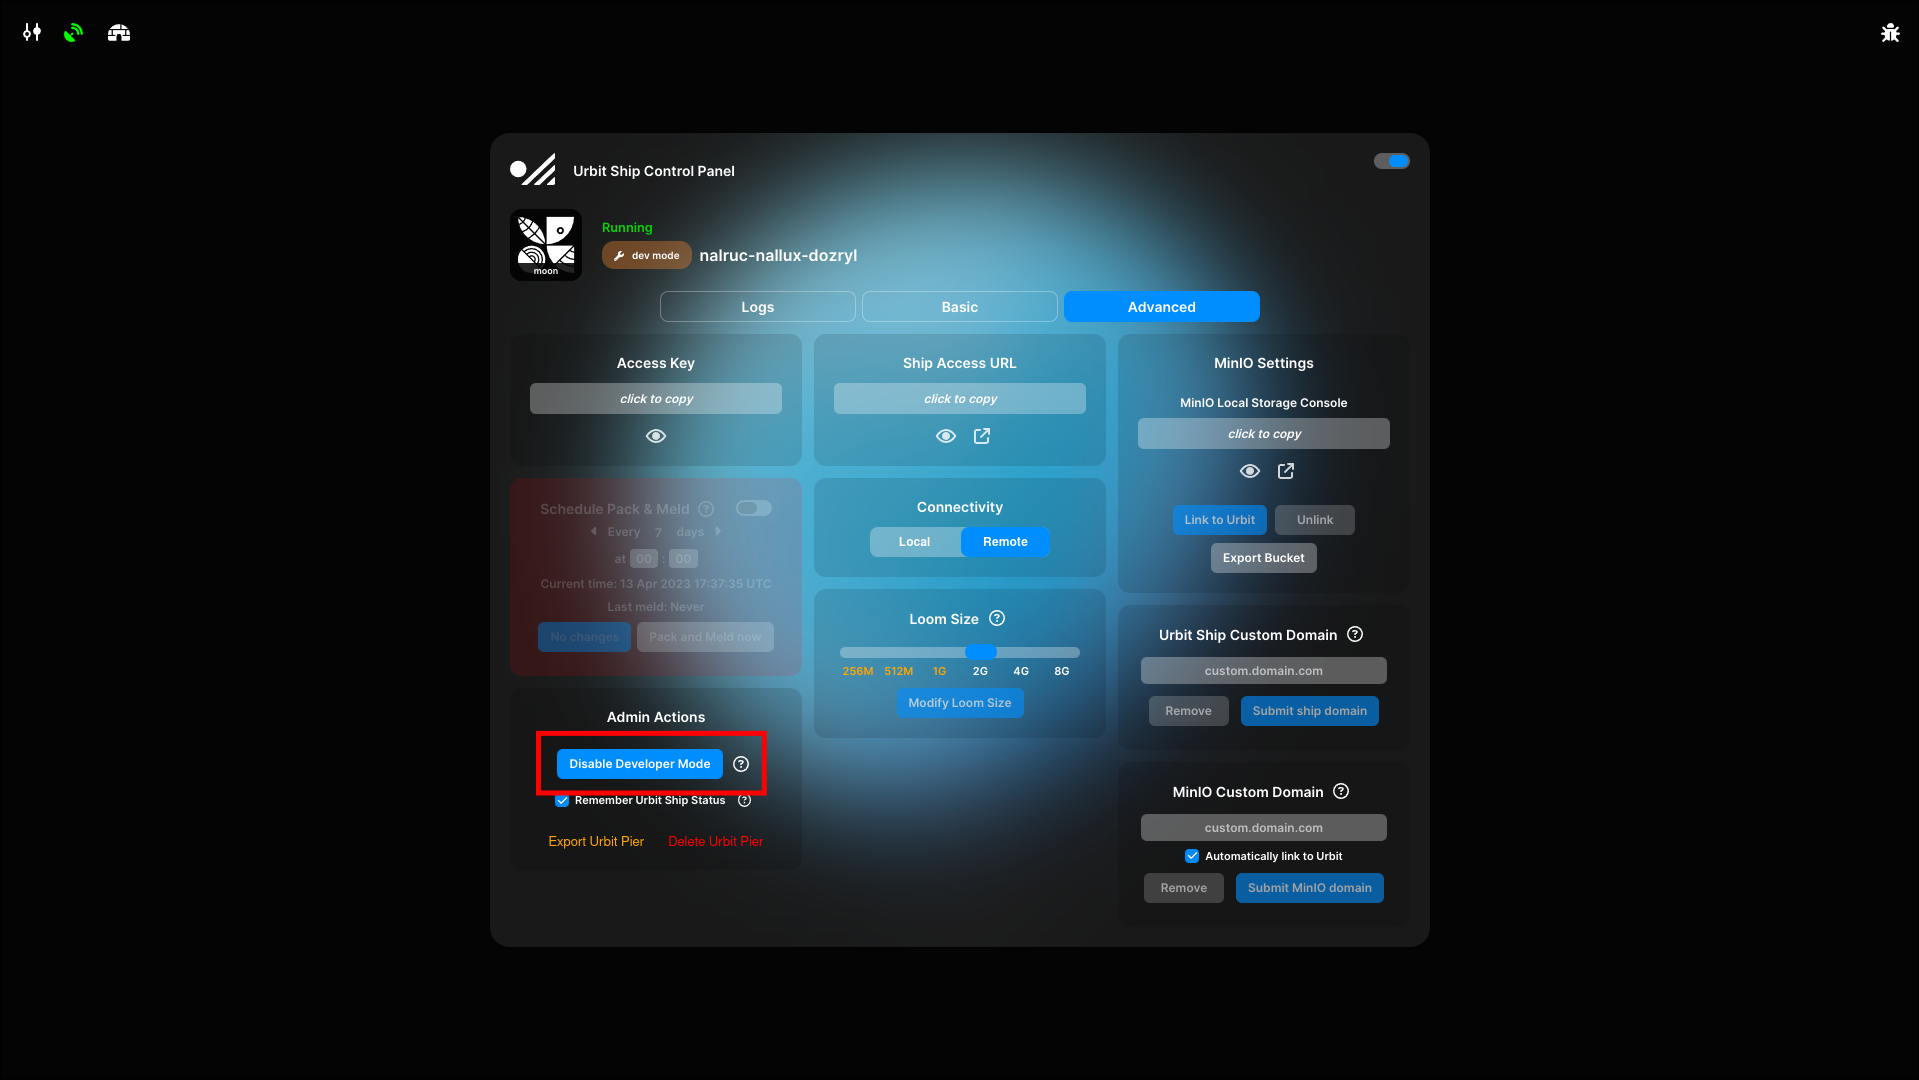 Urbit Ship Control Panel
moon
Running
dev mode
nalruc-nallux-dozryl
Logs
Basic
Advanced
Access Key
click to copy
Schedule Pack & Meld ?
Every 7 days
at 00 : 00
Current time: 13 Apr 2023 17:37:35 UTC
Last meld: Never
No changes
Pack and Meld now
Admin Actions
Disable Developer Mode ?
Remember Urbit Ship Status ?
Export Urbit Pier
Delete Urbit Pier
Ship Access URL
click to copy
Connectivity
Local
Remote
Loom Size ?
256M 512M 1G 2G 4G 8G
Modify Loom Size
MinIO Settings
MinIO Local Storage Console
click to copy
Link to Urbit
Unlink
Export Bucket
Urbit Ship Custom Domain ?
custom.domain.com
Remove
Submit ship domain
MinIO Custom Domain ?
custom.domain.com
Automatically link to Urbit
Remove
Submit MinIO domain